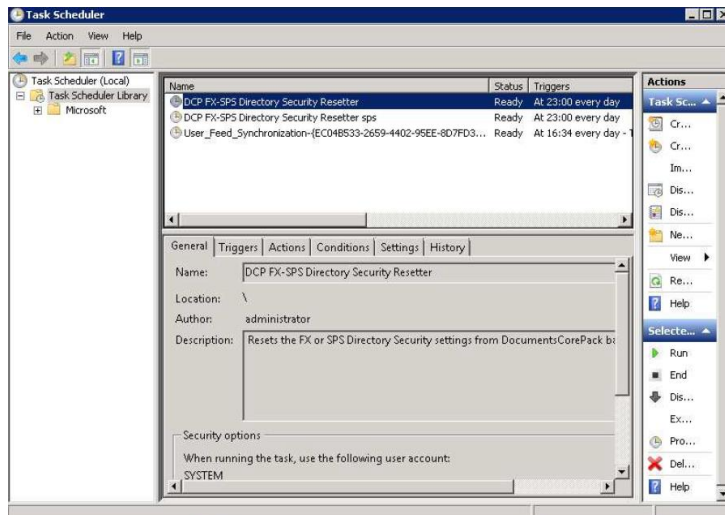 Task Scheduler
File Action View Help
Task Scheduler (Local)
Task Scheduler Library
Microsoft
Name Status Triggers
DCP FX-SPS Directory Security Resetter Ready At 23:00 every day
DCP FX-SPS Directory Security Resetter sps Ready At 23:00 every day
User_Feed_Synchronization-{EC04B533-2659-4402-95EE-8D7FD3... Ready At 16:34 every day -
General Triggers Actions Conditions Settings History
Name: DCP FX-SPS Directory Security Resetter
Location: \
Author: administrator
Description: Resets the FX or SPS Directory Security settings from DocumentsCorePack
Security options
When running the task, use the following user account:
SYSTEM
Actions
Task Sc...
Cr...
Cr...
Im...
Dis...
Dis...
Ne...
View
Re...
Help
Selecte...
Run
End
Dis...
Ex...
Pro...
Del...
Help